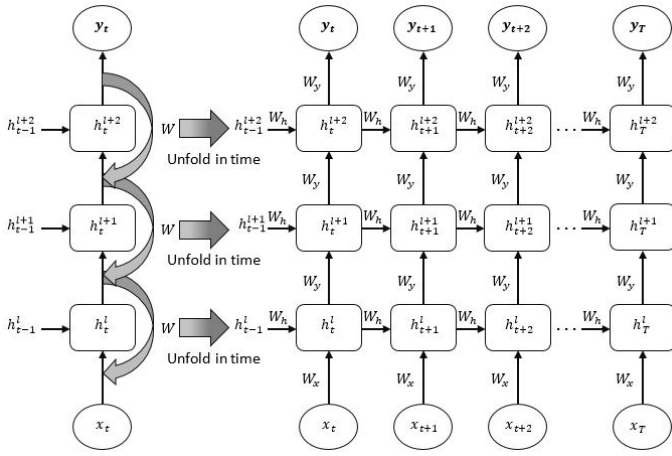 y_t y_t y_{t+1} y_{t+2} y_T
W_y W_y W_y W_y
h_{t-1}^{l+2} h_t^{l+2} W h_{t-1}^{l+2} W_h h_t^{l+2} W_h h_{t+1}^{l+2} W_h h_{t+2}^{l+2} ... W_h h_T^{l+2}
Unfold in time
W_y W_y W_y W_y
h_{t-1}^{l+1} h_t^{l+1} W h_{t-1}^{l+1} W_h h_t^{l+1} W_h h_{t+1}^{l+1} W_h h_{t+2}^{l+1} ... W_h h_T^{l+1}
Unfold in time
W_y W_y W_y W_y
h_{t-1}^l h_t^l W h_{t-1}^l W_h h_t^l W_h h_{t+1}^l W_h h_{t+2}^l ... W_h h_T^l
Unfold in time
W_x W_x W_x W_x
x_t x_t x_{t+1} x_{t+2} x_T